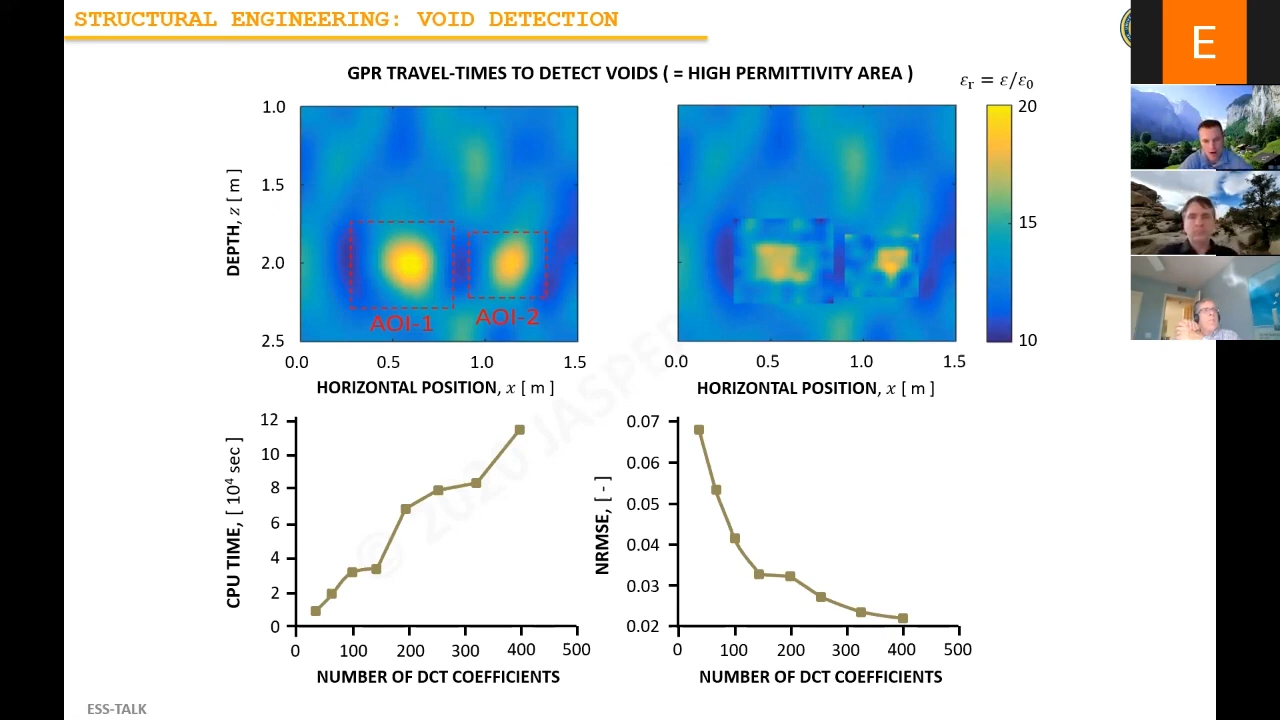 STRUCTURAL ENGINEERING: VOID DETECTION
E
GPR TRAVEL-TIMES TO DETECT VOIDS ( = HIGH PERMITTIVITY AREA )
εr = ε/ε0
1.0
1.5
2.0
2.5
DEPTH, z [ m ]
AOI-1
AOI-2
0.0 0.5 1.0 1.5
HORIZONTAL POSITION, x [ m ]
0.0 0.5 1.0 1.5
HORIZONTAL POSITION, x [ m ]
20
15
10
© 2020 JASPER
12
10
8
6
4
2
0
CPU TIME, [ 10⁴ sec ]
0 100 200 300 400 500
NUMBER OF DCT COEFFICIENTS
0.07
0.06
0.05
0.04
0.03
0.02
NRMSE, [ - ]
0 100 200 300 400 500
NUMBER OF DCT COEFFICIENTS
ESS-TALK